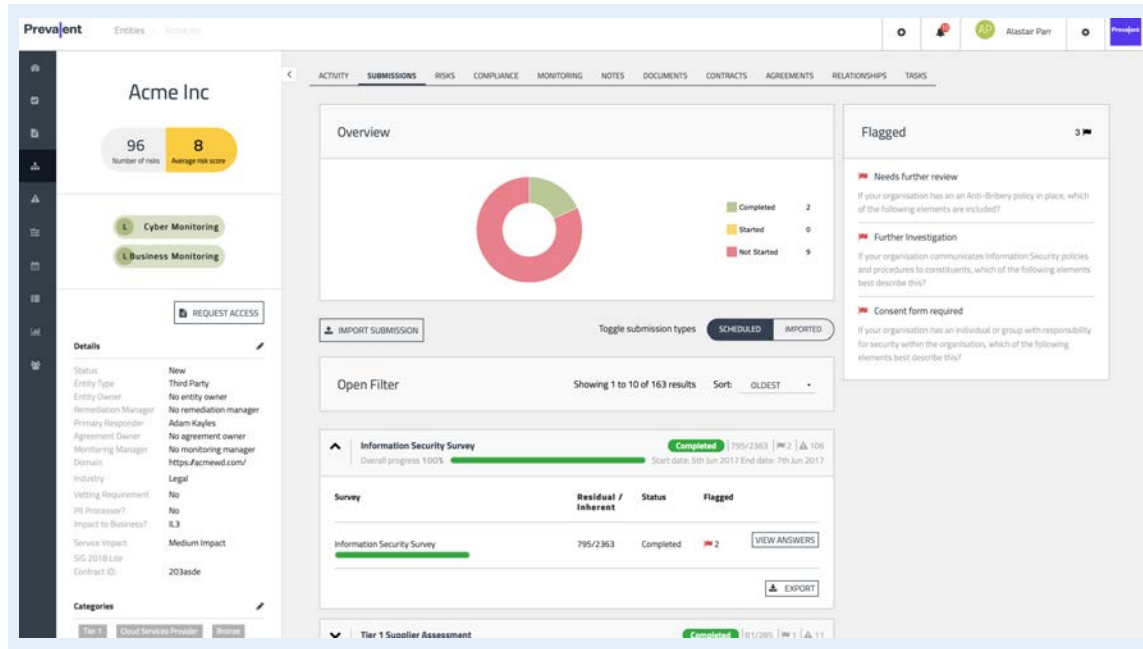 Prevalent
Entities
Acme Inc
10
AP
Alastair Parr
Prevalent
Acme Inc
96
Number of risks
8
Average risk score
L Cyber Monitoring
L Business Monitoring
REQUEST ACCESS
Details
Status New
Entity Type Third Party
Entity Owner No entity owner
Remediation Manager No remediation manager
Primary Responder Adam Kayles
Agreement Owner No agreement owner
Monitoring Manager No monitoring manager
Domain https://acmewd.com/
Industry Legal
Vetting Requirement No
PII Processor? No
Impact to Business? IL3
Service Impact Medium Impact
SIG 2018 Lite
Contract ID. 203asde
Categories
Tier 1 Cloud Services Provider Bronze
ACTIVITY SUBMISSIONS RISKS COMPLIANCE MONITORING NOTES DOCUMENTS CONTRACTS AGREEMENTS RELATIONSHIPS TASKS
Overview
Completed 2
Started 0
Not Started 9
IMPORT SUBMISSION
Toggle submission types SCHEDULED IMPORTED
Open Filter
Showing 1 to 10 of 163 results Sort: OLDEST
Information Security Survey
Completed 795/2363 2 106
Overall progress 100%
Start date: 5th Jun 2017 End date: 7th Jun 2017
Survey Residual / Inherent Status Flagged
Information Security Survey 795/2363 Completed 2 VIEW ANSWERS
EXPORT
Tier 1 Supplier Assessment
Completed 81/285 1 11
Flagged 3
Needs further review
If your organisation has an an Anti-Bribery policy in place, which
of the following elements are included?
Further Investigation
If your organisation communicates Information Security policies
and procedures to constituents, which of the following elements
best describe this?
Consent form required
If your organisation has an individual or group with responsibility
for security within the organisation, which of the following
elements best describe this?